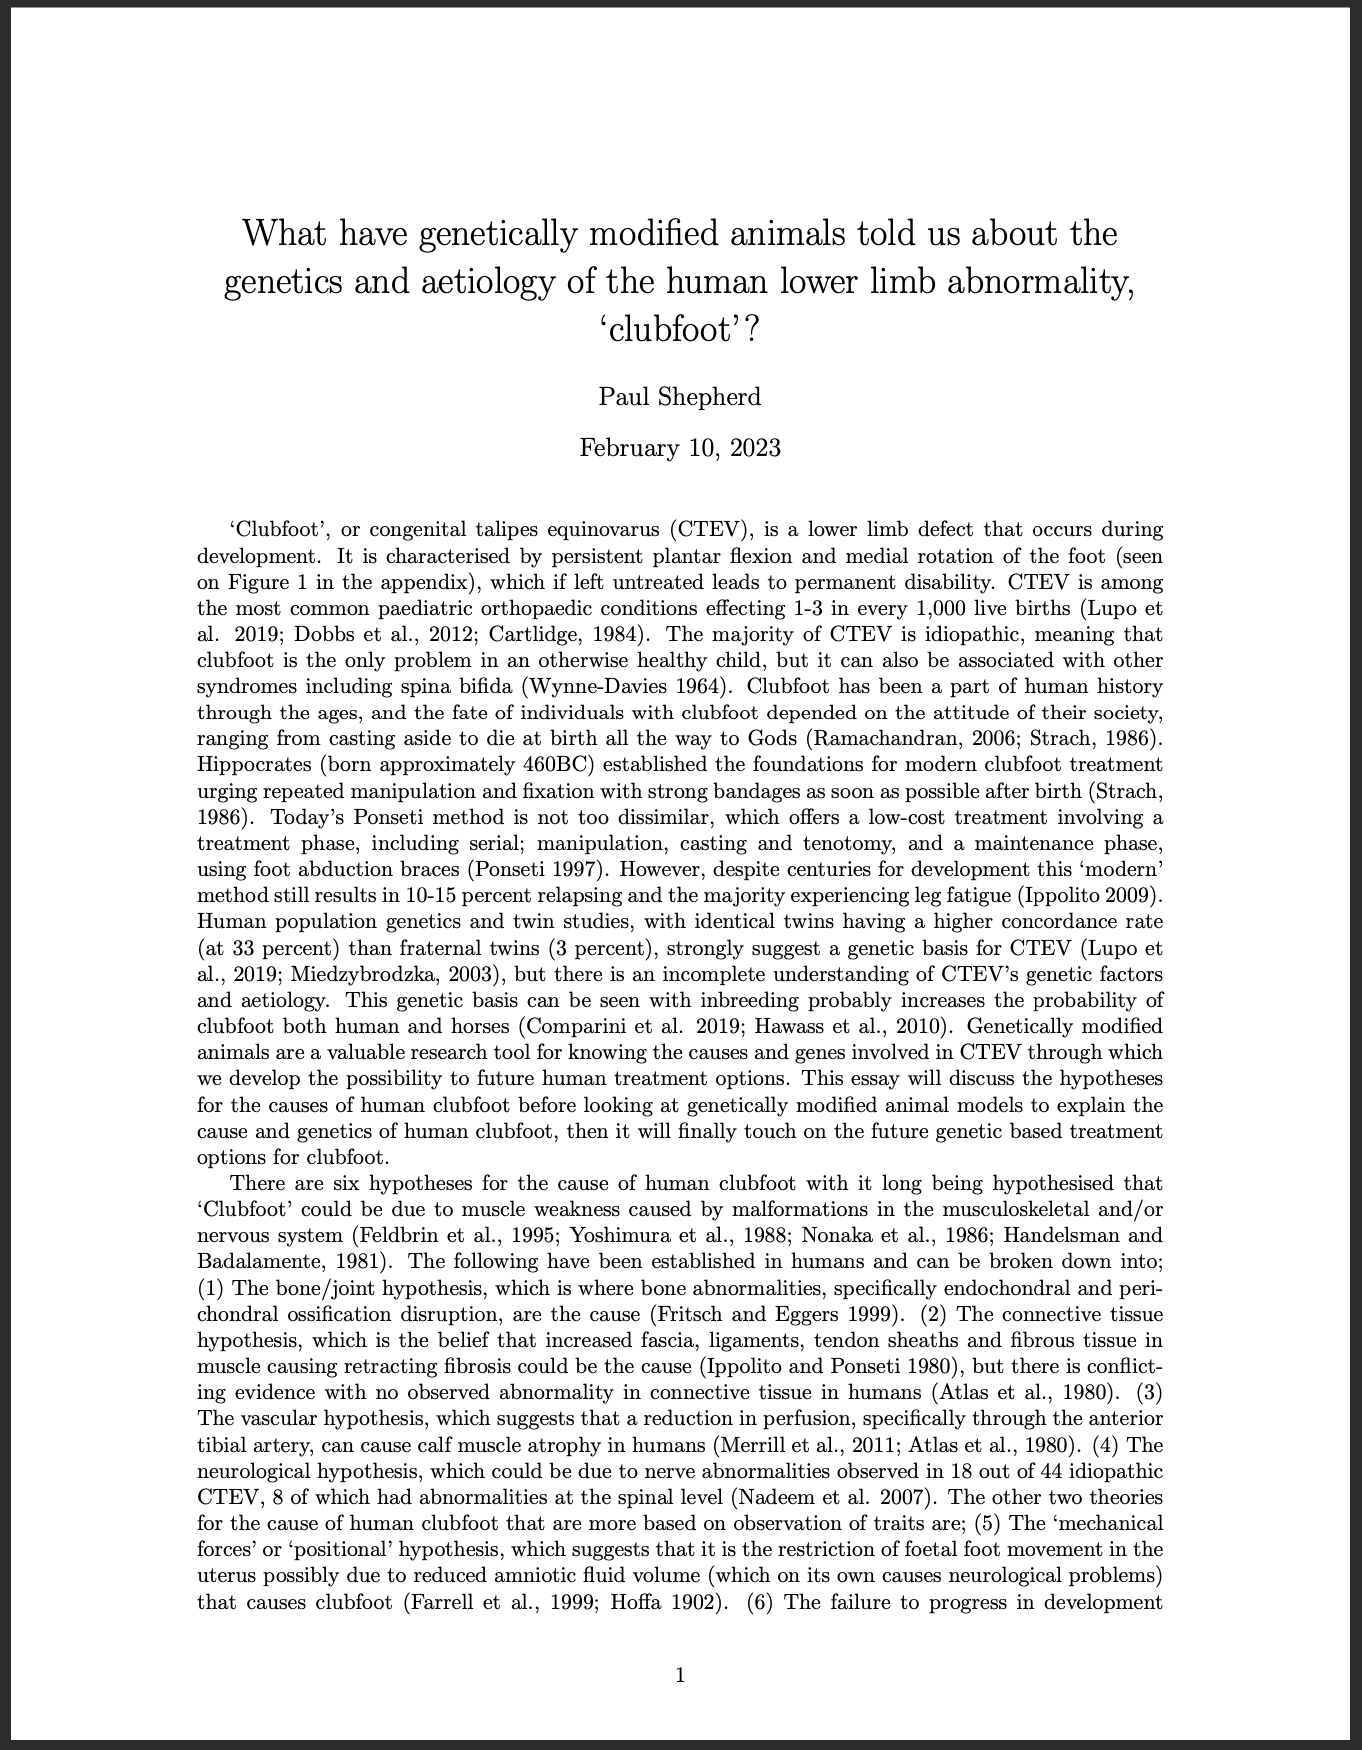 What have genetically modified animals told us about the
genetics and aetiology of the human lower limb abnormality,
‘clubfoot’?
Paul Shepherd
February 10, 2023
‘Clubfoot’, or congenital talipes equinovarus (CTEV), is a lower limb defect that occurs during
development. It is characterised by persistent plantar flexion and medial rotation of the foot (seen
on Figure 1 in the appendix), which if left untreated leads to permanent disability. CTEV is among
the most common paediatric orthopaedic conditions effecting 1-3 in every 1,000 live births (Lupo et
al. 2019; Dobbs et al., 2012; Cartlidge, 1984). The majority of CTEV is idiopathic, meaning that
clubfoot is the only problem in an otherwise healthy child, but it can also be associated with other
syndromes including spina bifida (Wynne-Davies 1964). Clubfoot has been a part of human history
through the ages, and the fate of individuals with clubfoot depended on the attitude of their society,
ranging from casting aside to die at birth all the way to Gods (Ramachandran, 2006; Strach, 1986).
Hippocrates (born approximately 460BC) established the foundations for modern clubfoot treatment
urging repeated manipulation and fixation with strong bandages as soon as possible after birth (Strach,
1986). Today’s Ponseti method is not too dissimilar, which offers a low-cost treatment involving a
treatment phase, including serial; manipulation, casting and tenotomy, and a maintenance phase,
using foot abduction braces (Ponseti 1997). However, despite centuries for development this ‘modern’
method still results in 10-15 percent relapsing and the majority experiencing leg fatigue (Ippolito 2009).
Human population genetics and twin studies, with identical twins having a higher concordance rate
(at 33 percent) than fraternal twins (3 percent), strongly suggest a genetic basis for CTEV (Lupo et
al., 2019; Miedzybrodzka, 2003), but there is an incomplete understanding of CTEV’s genetic factors
and aetiology. This genetic basis can be seen with inbreeding probably increases the probability of
clubfoot both human and horses (Comparini et al. 2019; Hawass et al., 2010). Genetically modified
animals are a valuable research tool for knowing the causes and genes involved in CTEV through which
we develop the possibility to future human treatment options. This essay will discuss the hypotheses
for the causes of human clubfoot before looking at genetically modified animal models to explain the
cause and genetics of human clubfoot, then it will finally touch on the future genetic based treatment
options for clubfoot.
There are six hypotheses for the cause of human clubfoot with it long being hypothesised that
‘Clubfoot’ could be due to muscle weakness caused by malformations in the musculoskeletal and/or
nervous system (Feldbrin et al., 1995; Yoshimura et al., 1988; Nonaka et al., 1986; Handelsman and
Badalamente, 1981). The following have been established in humans and can be broken down into;
(1) The bone/joint hypothesis, which is where bone abnormalities, specifically endochondral and peri-
chondral ossification disruption, are the cause (Fritsch and Eggers 1999). (2) The connective tissue
hypothesis, which is the belief that increased fascia, ligaments, tendon sheaths and fibrous tissue in
muscle causing retracting fibrosis could be the cause (Ippolito and Ponseti 1980), but there is conflict-
ing evidence with no observed abnormality in connective tissue in humans (Atlas et al., 1980). (3)
The vascular hypothesis, which suggests that a reduction in perfusion, specifically through the anterior
tibial artery, can cause calf muscle atrophy in humans (Merrill et al., 2011; Atlas et al., 1980). (4) The
neurological hypothesis, which could be due to nerve abnormalities observed in 18 out of 44 idiopathic
CTEV, 8 of which had abnormalities at the spinal level (Nadeem et al. 2007). The other two theories
for the cause of human clubfoot that are more based on observation of traits are; (5) The ‘mechanical
forces’ or ‘positional’ hypothesis, which suggests that it is the restriction of foetal foot movement in the
uterus possibly due to reduced amniotic fluid volume (which on its own causes neurological problems)
that causes clubfoot (Farrell et al., 1999; Hoffa 1902). (6) The failure to progress in development
1